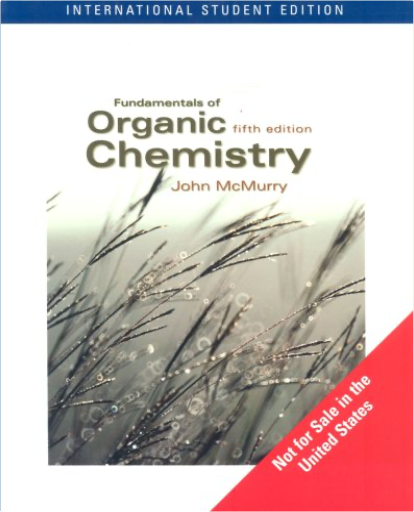 INTERNATIONAL STUDENT EDITION
Fundamentals of
Organic fifth edition
Chemistry
John McMurry
Not for Sale in the
United States